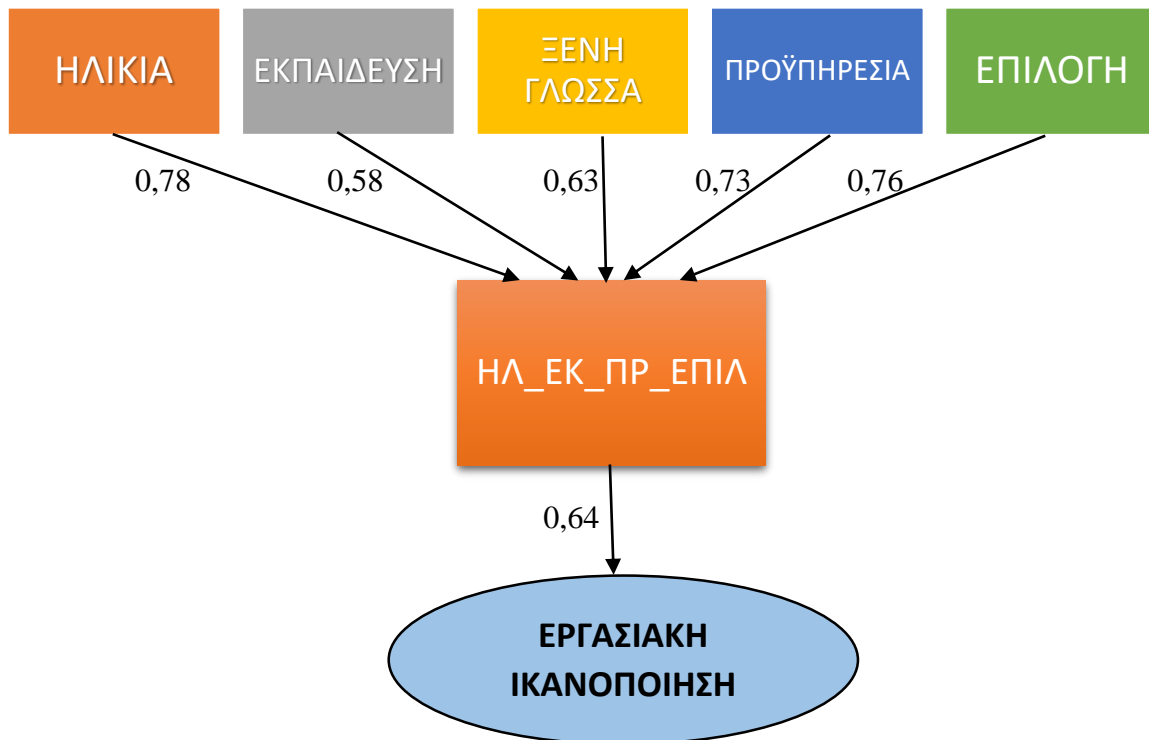 ΗΛΙΚΙΑ
ΕΚΠΑΙΔΕΥΣΗ
ΞΕΝΗ
ΓΛΩΣΣΑ
ΠΡΟΫΠΗΡΕΣΙΑ
ΕΠΙΛΟΓΗ
0,78
0,58
0,63
0,73
0,76
ΗΛ_ΕΚ_ΠΡ_ΕΠΙΛ
0,64
ΕΡΓΑΣΙΑΚΗ
ΙΚΑΝΟΠΟΙΗΣΗ